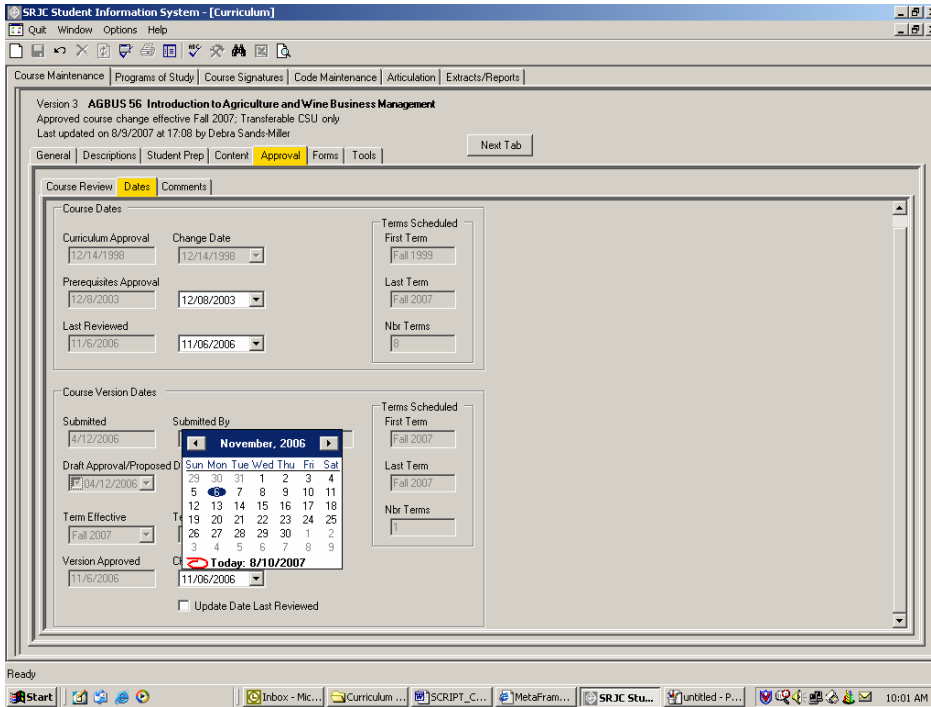 SRJC Student Information System - [Curriculum]
Quit Window Options Help
Course Maintenance Programs of Study Course Signatures Code Maintenance Articulation Extracts/Reports
Version 3 AGBUS 56 Introduction to Agriculture and Wine Business Management
Approved course change effective Fall 2007; Transferable CSU only
Last updated on 8/9/2007 at 17:08 by Debra Sands-Miller
Next Tab
General Descriptions Student Prep Content Approval Forms Tools
Course Review Dates Comments
Course Dates
Curriculum Approval Change Date
12/14/1998 12/14/1998
Prerequisites Approval
12/8/2003 12/08/2003
Last Reviewed
11/6/2006 11/06/2006
Terms Scheduled
First Term
Fall 1999
Last Term
Fall 2007
Nbr Terms
8
Course Version Dates
Submitted Submitted By
4/12/2006
Draft Approval/Proposed D
04/12/2006
Term Effective Te
Fall 2007
Version Approved Ch
11/6/2006 11/06/2006
Update Date Last Reviewed
November, 2006
Sun Mon Tue Wed Thu Fri Sat
29 30 31 1 2 3 4
5 6 7 8 9 10 11
12 13 14 15 16 17 18
19 20 21 22 23 24 25
26 27 28 29 30 1 2
3 4 5 6 7 8 9
Today: 8/10/2007
Terms Scheduled
First Term
Fall 2007
Last Term
Fall 2007
Nbr Terms
1
Ready
Start Inbox - Mic... Curriculum ... SCRIPT_C... MetaFram... SRJC Stu... untitled - P... 10:01 AM